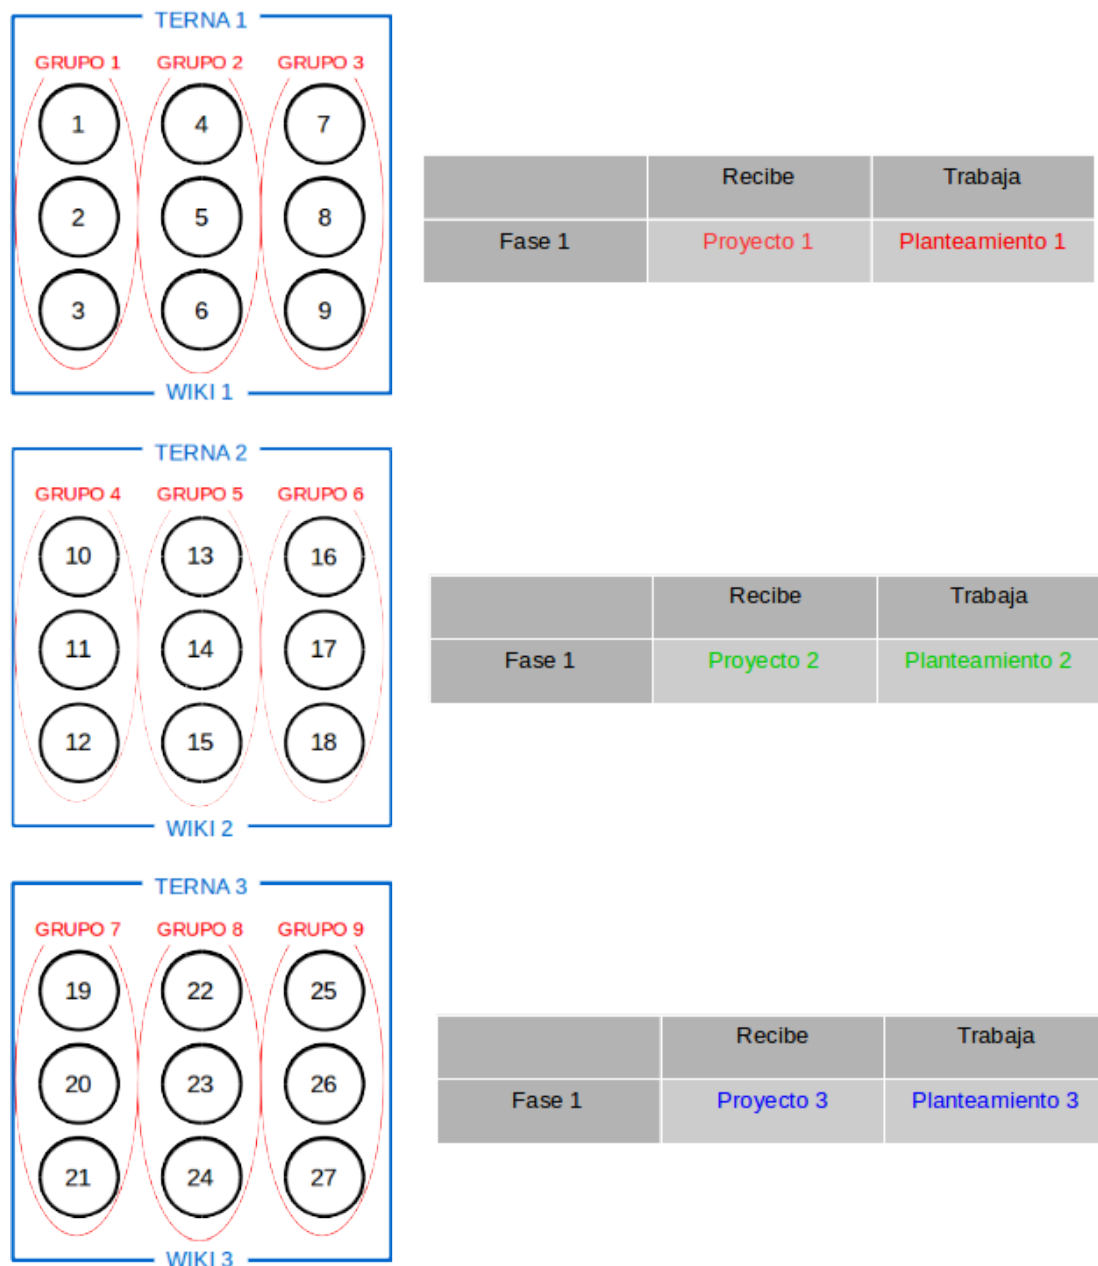 TERNA 1
GRUPO 1 GRUPO 2 GRUPO 3
1 4 7
2 5 8
3 6 9
WIKI 1
Recibe Trabaja
Fase 1 Proyecto 1 Planteamiento 1
TERNA 2
GRUPO 4 GRUPO 5 GRUPO 6
10 13 16
11 14 17
12 15 18
WIKI 2
Recibe Trabaja
Fase 1 Proyecto 2 Planteamiento 2
TERNA 3
GRUPO 7 GRUPO 8 GRUPO 9
19 22 25
20 23 26
21 24 27
WIKI 3
Recibe Trabaja
Fase 1 Proyecto 3 Planteamiento 3